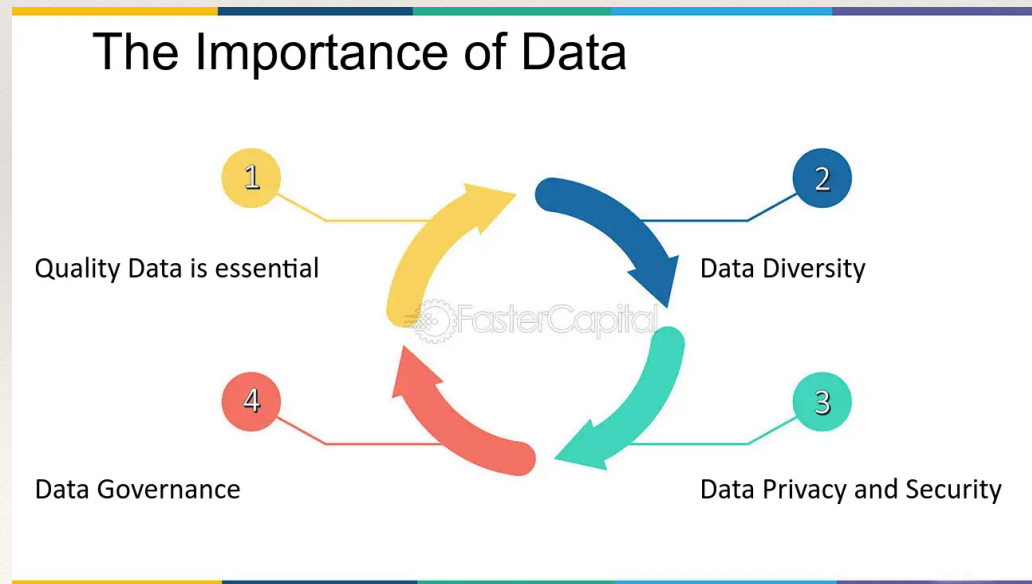 The Importance of Data
1
2
Quality Data is essential
Data Diversity
FasterCapital
4
3
Data Governance
Data Privacy and Security